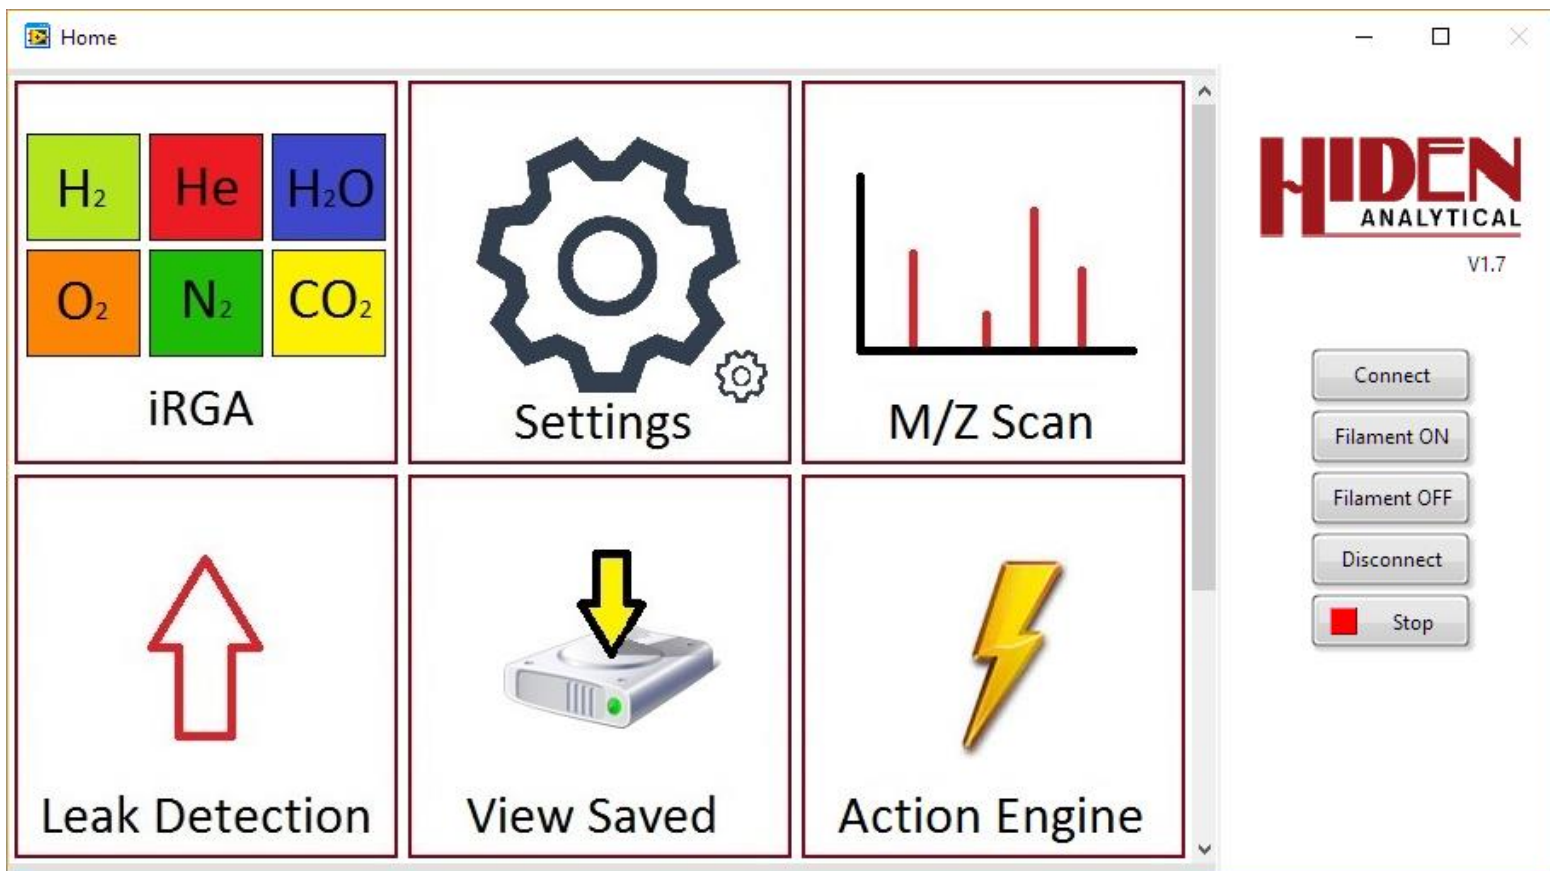 Home
H₂ He H₂O
O₂ N₂ CO₂
iRGA
Settings
M/Z Scan
Leak Detection
View Saved
Action Engine
HIDEN
ANALYTICAL
V1.7
Connect
Filament ON
Filament OFF
Disconnect
Stop